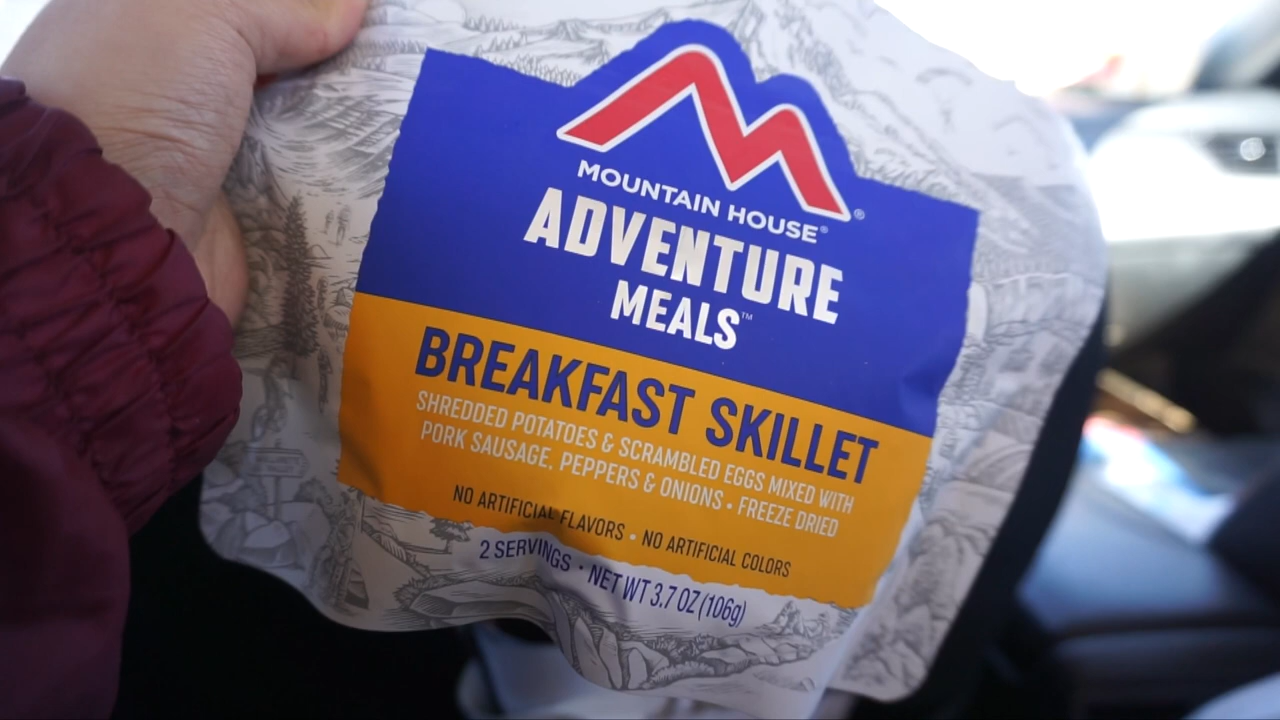 MOUNTAIN HOUSE®
ADVENTURE
MEALS™
BREAKFAST SKILLET
SHREDDED POTATOES & SCRAMBLED EGGS MIXED WITH
PORK SAUSAGE, PEPPERS & ONIONS • FREEZE DRIED
NO ARTIFICIAL FLAVORS • NO ARTIFICIAL COLORS
2 SERVINGS • NET WT 3.7 OZ (106g)